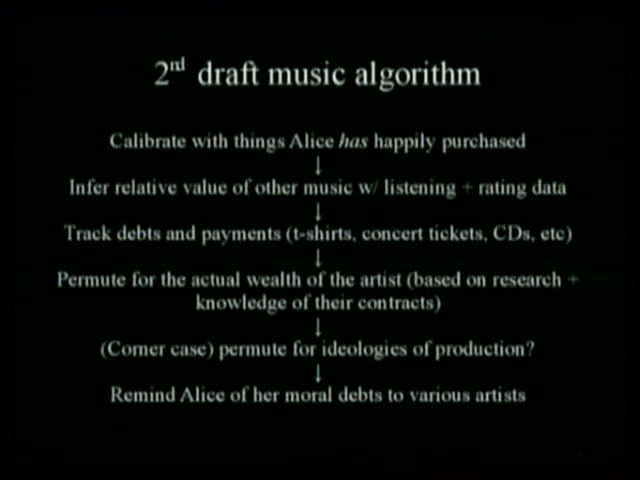 2nd draft music algorithm
Calibrate with things Alice has happily purchased
↓
Infer relative value of other music w/ listening + rating data
↓
Track debts and payments (t-shirts, concert tickets, CDs, etc)
↓
Permute for the actual wealth of the artist (based on research +
knowledge of their contracts)
↓
(Corner case) permute for ideologies of production?
↓
Remind Alice of her moral debts to various artists